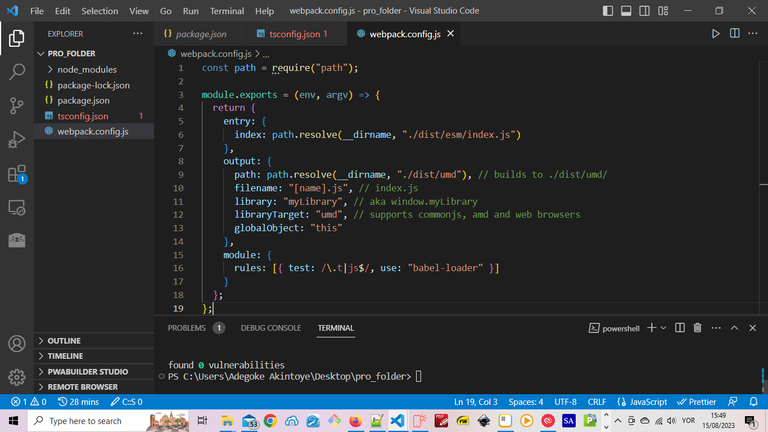 File Edit Selection View Go Run Terminal Help webpack.config.js - pro_folder - Visual Studio Code
EXPLORER
PRO_FOLDER
node_modules
package-lock.json
package.json
tsconfig.json 1
webpack.config.js
OUTLINE
TIMELINE
PWABUILDER STUDIO
REMOTE BROWSER
1
package.json tsconfig.json 1 webpack.config.js
webpack.config.js > ...
1 const path = require("path");
2
3 module.exports = (env, argv) => {
4 return {
5 entry: {
6 index: path.resolve(__dirname, "./dist/esm/index.js")
7 },
8 output: {
9 path: path.resolve(__dirname, "./dist/umd"), // builds to ./dist/umd/
10 filename: "[name].js", // index.js
11 library: "myLibrary", // aka window.myLibrary
12 libraryTarget: "umd", // supports commonjs, amd and web browsers
13 globalObject: "this"
14 },
15 module: {
16 rules: [{ test: /\.t|js$/, use: "babel-loader" }]
17 }
18 };
19 };
PROBLEMS 1 DEBUG CONSOLE TERMINAL powershell
found 0 vulnerabilities
PS C:\Users\Adegoke Akintoye\Desktop\pro_folder>
1 0 28 mins C:S 0 Ln 19, Col 3 Spaces: 4 UTF-8 CRLF JavaScript Prettier
Type here to search 53 SA YOR 15:49
15/08/2023 1